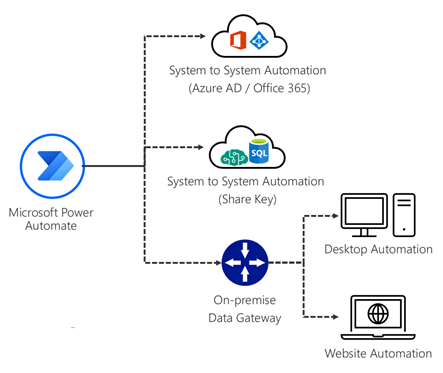 System to System Automation
(Azure AD / Office 365)
SQL
System to System Automation
(Share Key)
Microsoft Power
Automate
Desktop Automation
On-premise
Data Gateway
Website Automation